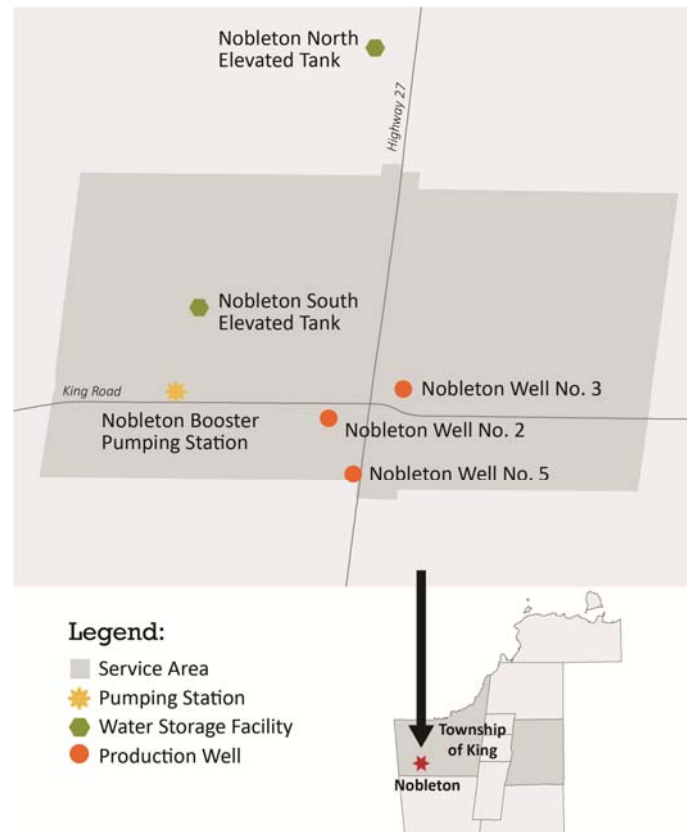 Nobleton North
Elevated Tank
Highway 27
Nobleton South
Elevated Tank
King Road
Nobleton Well No. 3
Nobleton Booster
Pumping Station
Nobleton Well No. 2
Nobleton Well No. 5
Legend:
Service Area
Pumping Station
Water Storage Facility
Production Well
Township
of King
Nobleton